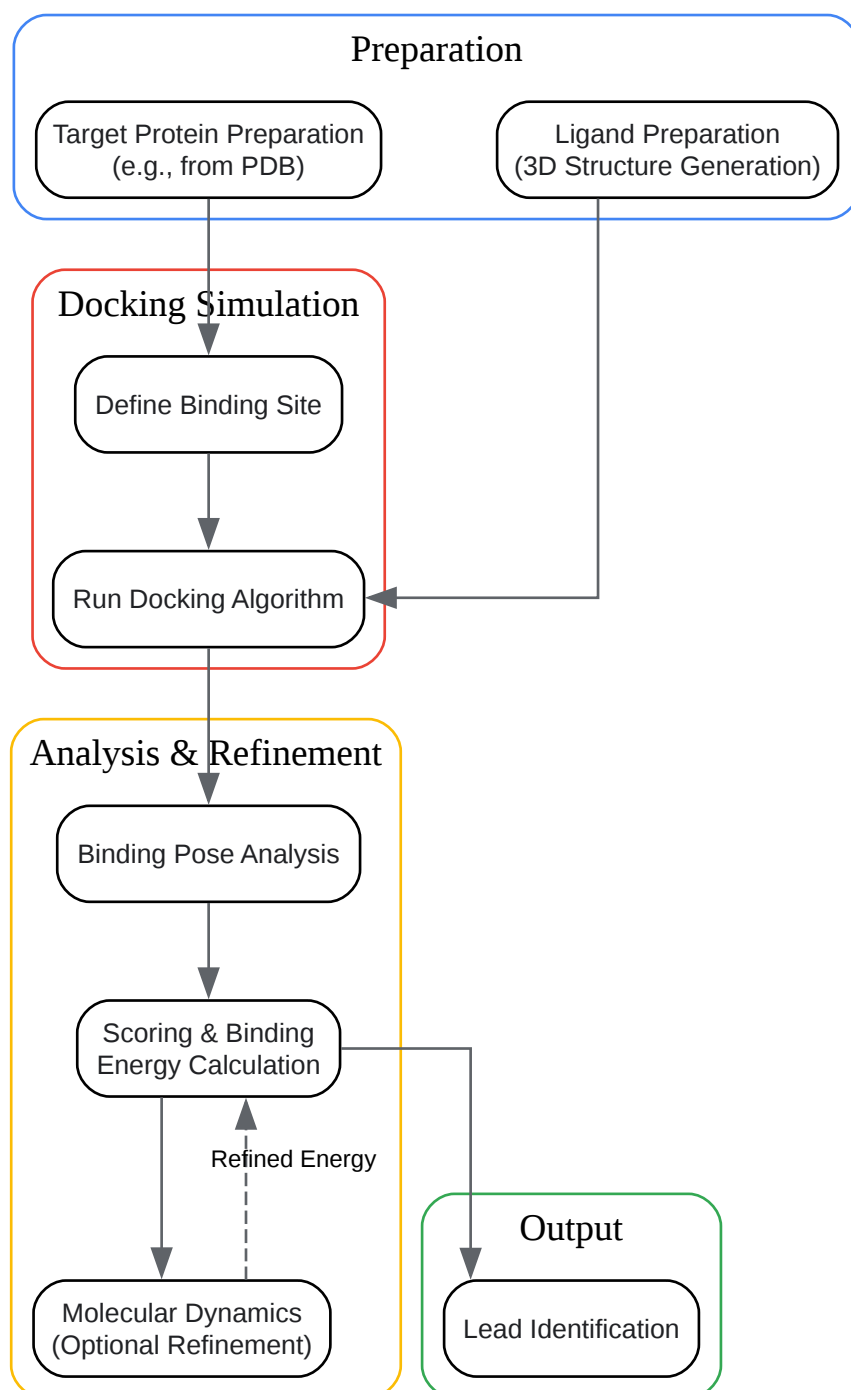 Preparation
Target Protein Preparation
(e.g., from PDB)
Ligand Preparation
(3D Structure Generation)
Docking Simulation
Define Binding Site
Run Docking Algorithm
Analysis & Refinement
Binding Pose Analysis
Scoring & Binding
Energy Calculation
Refined Energy
Molecular Dynamics
(Optional Refinement)
Output
Lead Identification